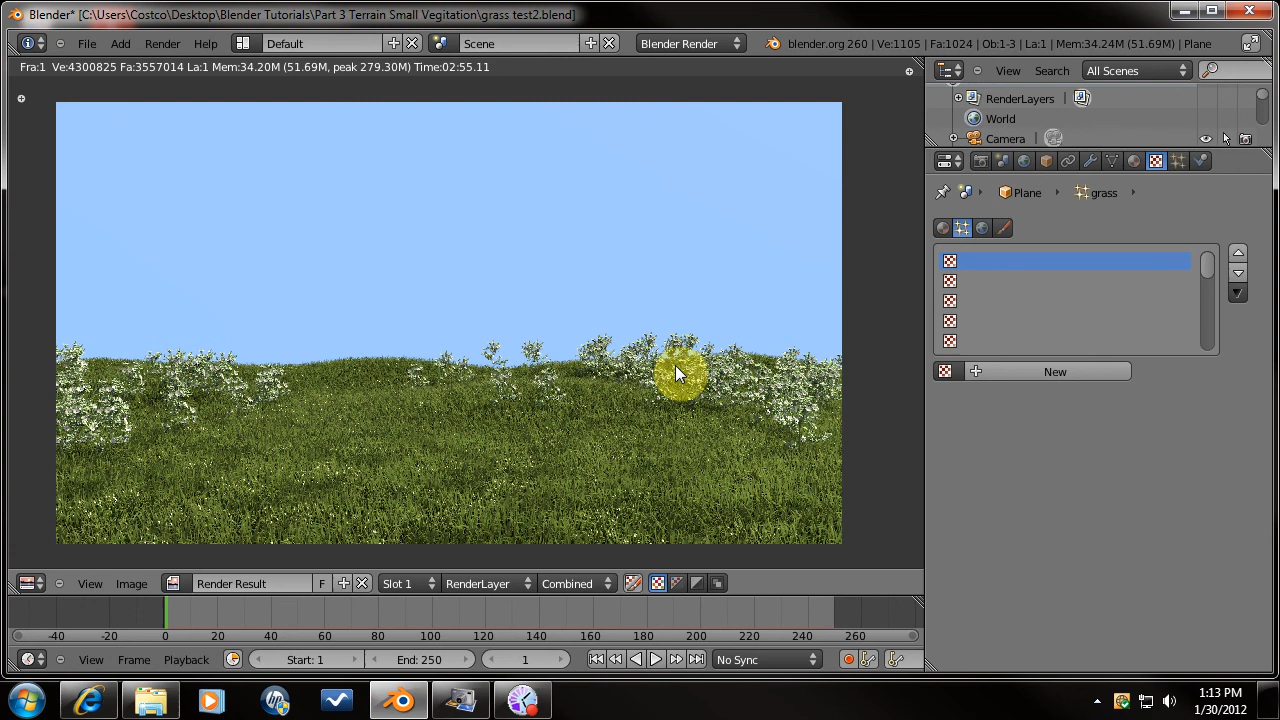 Blender* [C:\Users\Costco\Desktop\Blender Tutorials\Part 3 Terrain Small Vegitation\grass test2.blend]
File Add Render Help Default Scene Blender Render blender.org 260 | Ve:1105 | Fa:1024 | Ob:1-3 | La:1 | Mem:34.24M (51.69M) | Plane
Fra:1 Ve:4300825 Fa:3557014 La:1 Mem:34.20M (51.69M, peak 279.30M) Time:02:55.11
View Search All Scenes
RenderLayers
World
Camera
Plane grass
New
View Image Render Result F Slot 1 RenderLayer Combined
-40 -20 0 20 40 60 80 100 120 140 160 180 200 220 240 260
View Frame Playback Start: 1 End: 250 1 No Sync
1:13 PM
1/30/2012